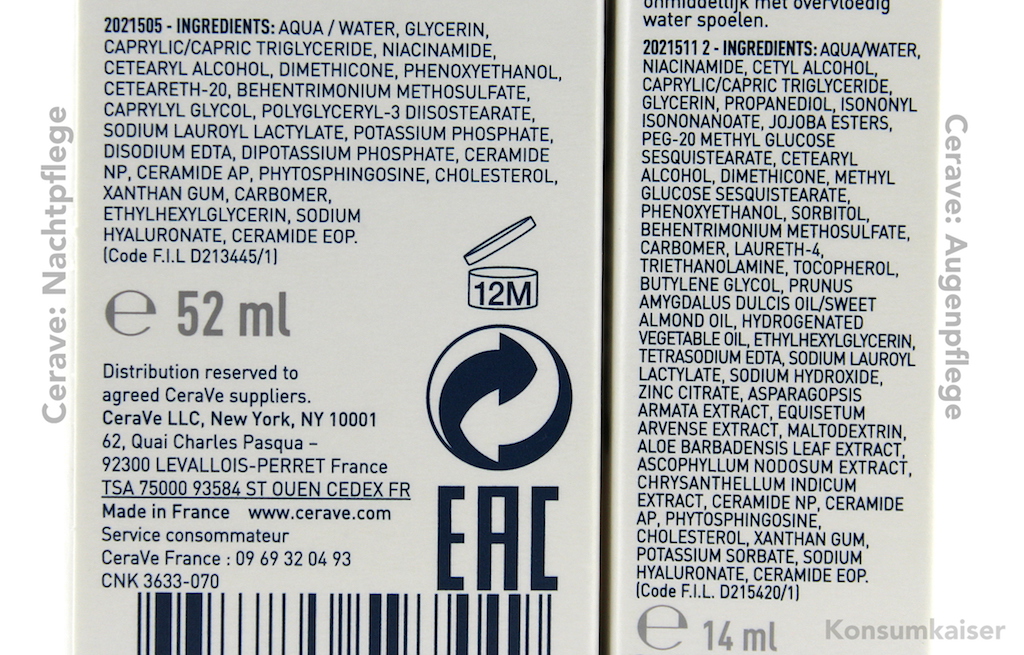 Cerave: Nachtpflege
2021505 - INGREDIENTS: AQUA / WATER, GLYCERIN,
CAPRYLIC/CAPRIC TRIGLYCERIDE, NIACINAMIDE,
CETEARYL ALCOHOL, DIMETHICONE, PHENOXYETHANOL,
CETEARETH-20, BEHENTRIMONIUM METHOSULFATE,
CAPRYLYL GLYCOL, POLYGLYCERYL-3 DIISOSTEARATE,
SODIUM LAUROYL LACTYLATE, POTASSIUM PHOSPHATE,
DISODIUM EDTA, DIPOTASSIUM PHOSPHATE, CERAMIDE
NP, CERAMIDE AP, PHYTOSPHINGOSINE, CHOLESTEROL,
XANTHAN GUM, CARBOMER,
ETHYLHEXYLGLYCERIN, SODIUM
HYALURONATE, CERAMIDE EOP.
(Code F.I.L D213445/1)
12M
e 52 ml
Distribution reserved to
agreed CeraVe suppliers.
CeraVe LLC, New York, NY 10001
62, Quai Charles Pasqua –
92300 LEVALLOIS-PERRET France
TSA 75000 93584 ST OUEN CEDEX FR
Made in France www.cerave.com
Service consommateur
CeraVe France : 09 69 32 04 93
CNK 3633-070
EAC
onmiddellijk met overvloedig
water spoelen.
2021511 2 - INGREDIENTS: AQUA/WATER,
NIACINAMIDE, CETYL ALCOHOL,
CAPRYLIC/CAPRIC TRIGLYCERIDE,
GLYCERIN, PROPANEDIOL, ISONONYL
ISONONANOATE, JOJOBA ESTERS,
PEG-20 METHYL GLUCOSE
SESQUISTEARATE, CETEARYL
ALCOHOL, DIMETHICONE, METHYL
GLUCOSE SESQUISTEARATE,
PHENOXYETHANOL, SORBITOL,
BEHENTRIMONIUM METHOSULFATE,
CARBOMER, LAURETH-4,
TRIETHANOLAMINE, TOCOPHEROL,
BUTYLENE GLYCOL, PRUNUS
AMYGDALUS DULCIS OIL/SWEET
ALMOND OIL, HYDROGENATED
VEGETABLE OIL, ETHYLHEXYLGLYCERIN,
TETRASODIUM EDTA, SODIUM LAUROYL
LACTYLATE, SODIUM HYDROXIDE,
ZINC CITRATE, ASPARAGOPSIS
ARMATA EXTRACT, EQUISETUM
ARVENSE EXTRACT, MALTODEXTRIN,
ALOE BARBADENSIS LEAF EXTRACT,
ASCOPHYLLUM NODOSUM EXTRACT,
CHRYSANTHELLUM INDICUM
EXTRACT, CERAMIDE NP, CERAMIDE
AP, PHYTOSPHINGOSINE,
CHOLESTEROL, XANTHAN GUM,
POTASSIUM SORBATE, SODIUM
HYALURONATE, CERAMIDE EOP.
(Code F.I.L. D215420/1)
e 14 ml
Cerave: Augenpflege
Konsumkaiser